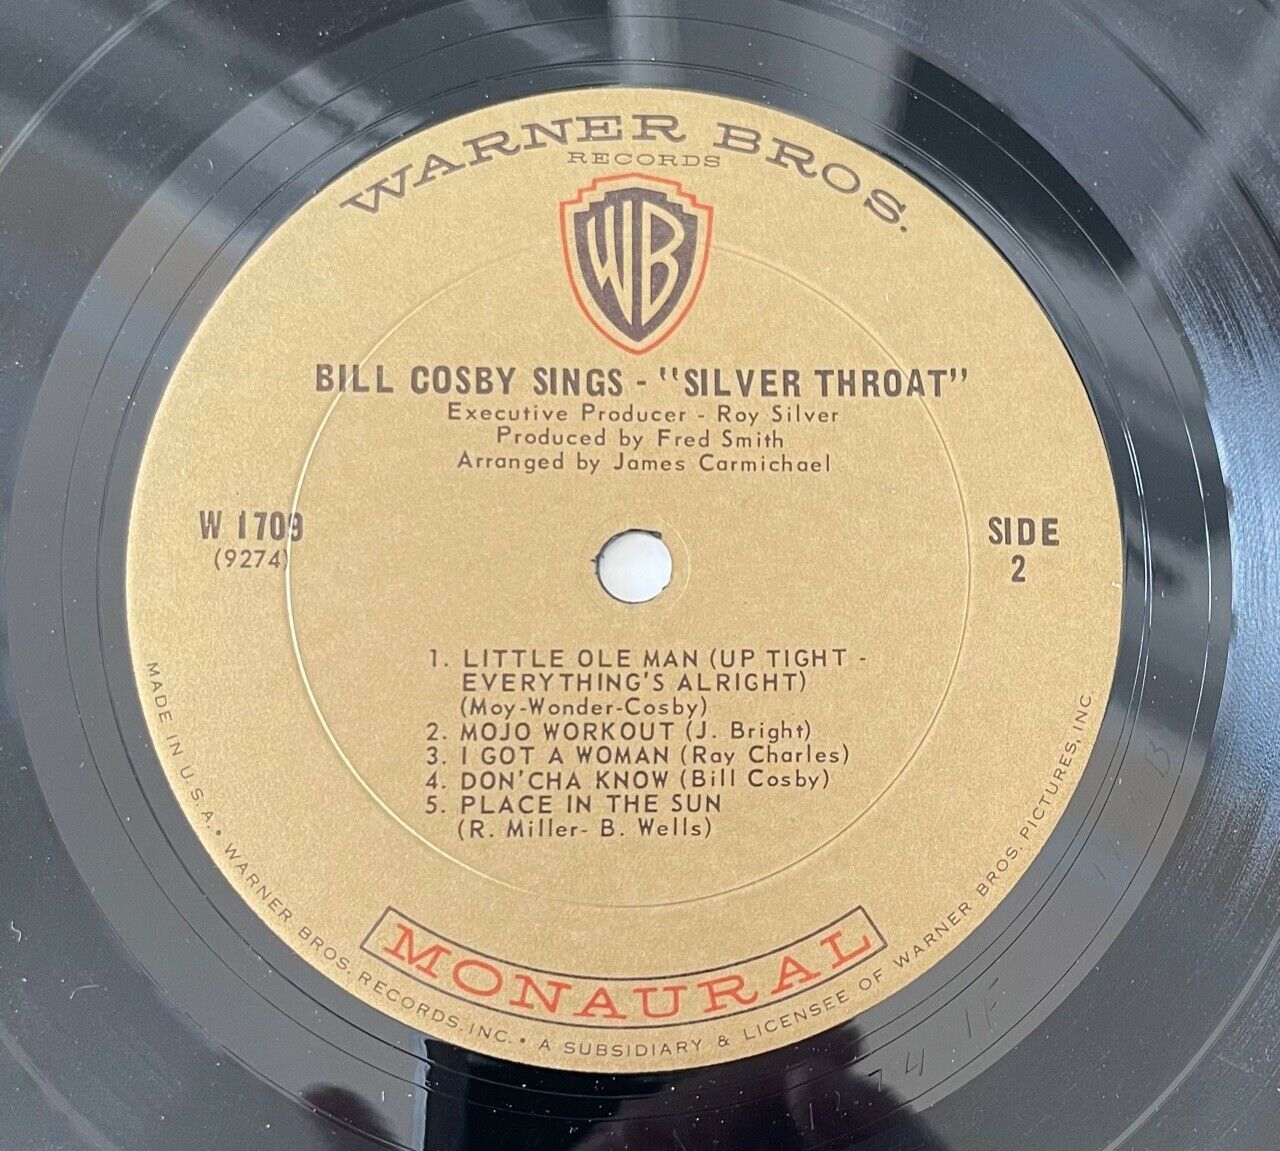 WARNER BROS.
RECORDS
WB
BILL COSBY SINGS - "SILVER THROAT"
Executive Producer - Roy Silver
Produced by Fred Smith
Arranged by James Carmichael
W 1709
(9274)
SIDE
2
1. LITTLE OLE MAN (UP TIGHT -
EVERYTHING'S ALRIGHT)
(Moy-Wonder-Cosby)
2. MOJO WORKOUT (J. Bright)
3. I GOT A WOMAN (Ray Charles)
4. DON'CHA KNOW (Bill Cosby)
5. PLACE IN THE SUN
(R. Miller- B. Wells)
MONAURAL
MADE IN U.S.A. • WARNER BROS. RECORDS, INC. • A SUBSIDIARY & LICENSEE OF WARNER BROS. PICTURES, INC.